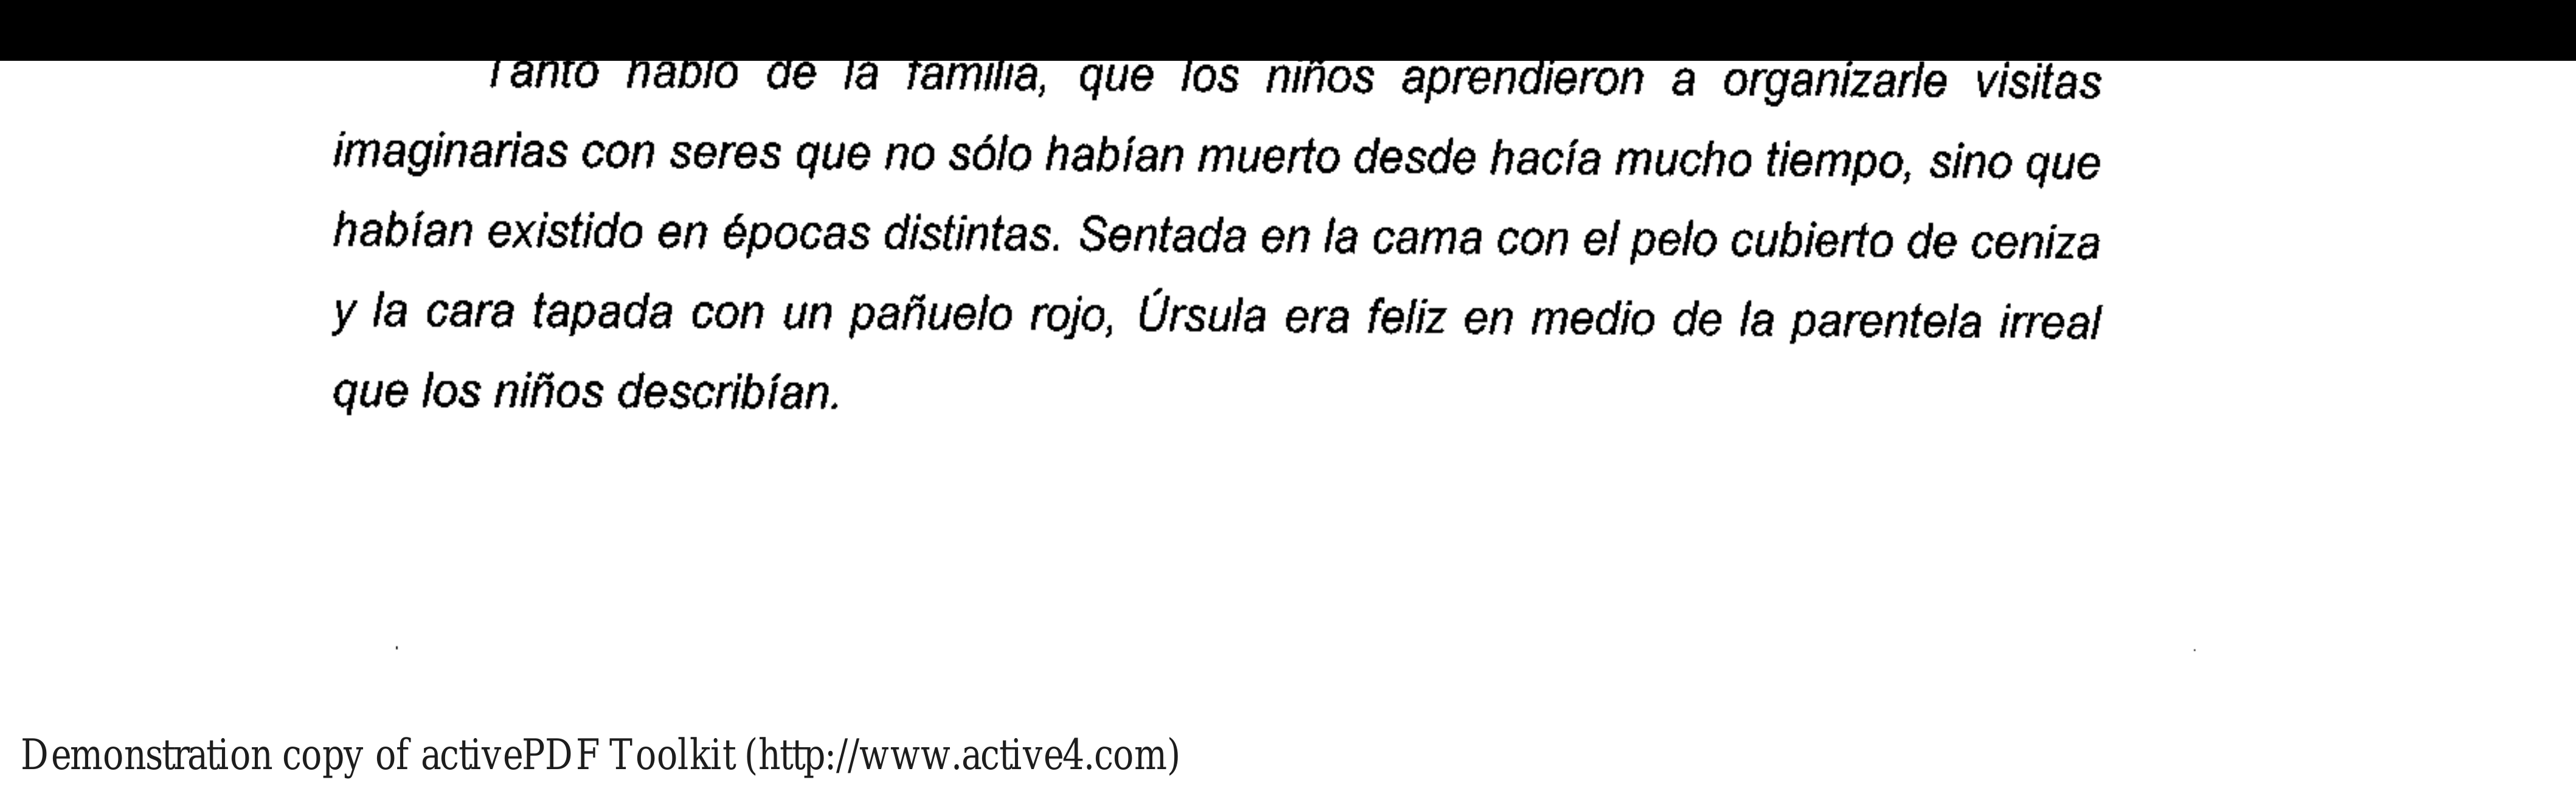 Tanto habló de la familia, que los niños aprendieron a organizarle visitas
imaginarias con seres que no sólo habían muerto desde hacía mucho tiempo, sino que
habían existido en épocas distintas. Sentada en la cama con el pelo cubierto de ceniza
y la cara tapada con un pañuelo rojo, Úrsula era feliz en medio de la parentela irreal
que los niños describían.
Demonstration copy of activePDF Toolkit (http://www.active4.com)